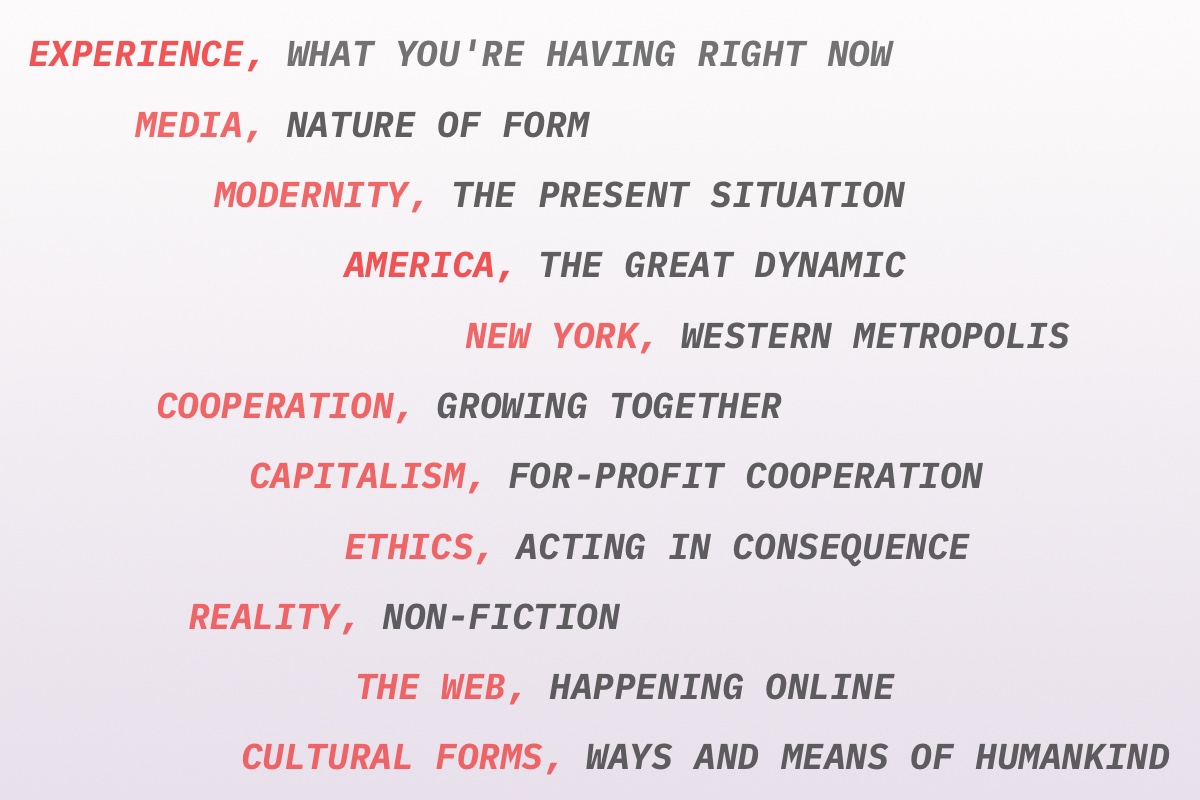 EXPERIENCE, WHAT YOU'RE HAVING RIGHT NOW
MEDIA, NATURE OF FORM
MODERNITY, THE PRESENT SITUATION
AMERICA, THE GREAT DYNAMIC
NEW YORK, WESTERN METROPOLIS
COOPERATION, GROWING TOGETHER
CAPITALISM, FOR-PROFIT COOPERATION
ETHICS, ACTING IN CONSEQUENCE
REALITY, NON-FICTION
THE WEB, HAPPENING ONLINE
CULTURAL FORMS, WAYS AND MEANS OF HUMANKIND